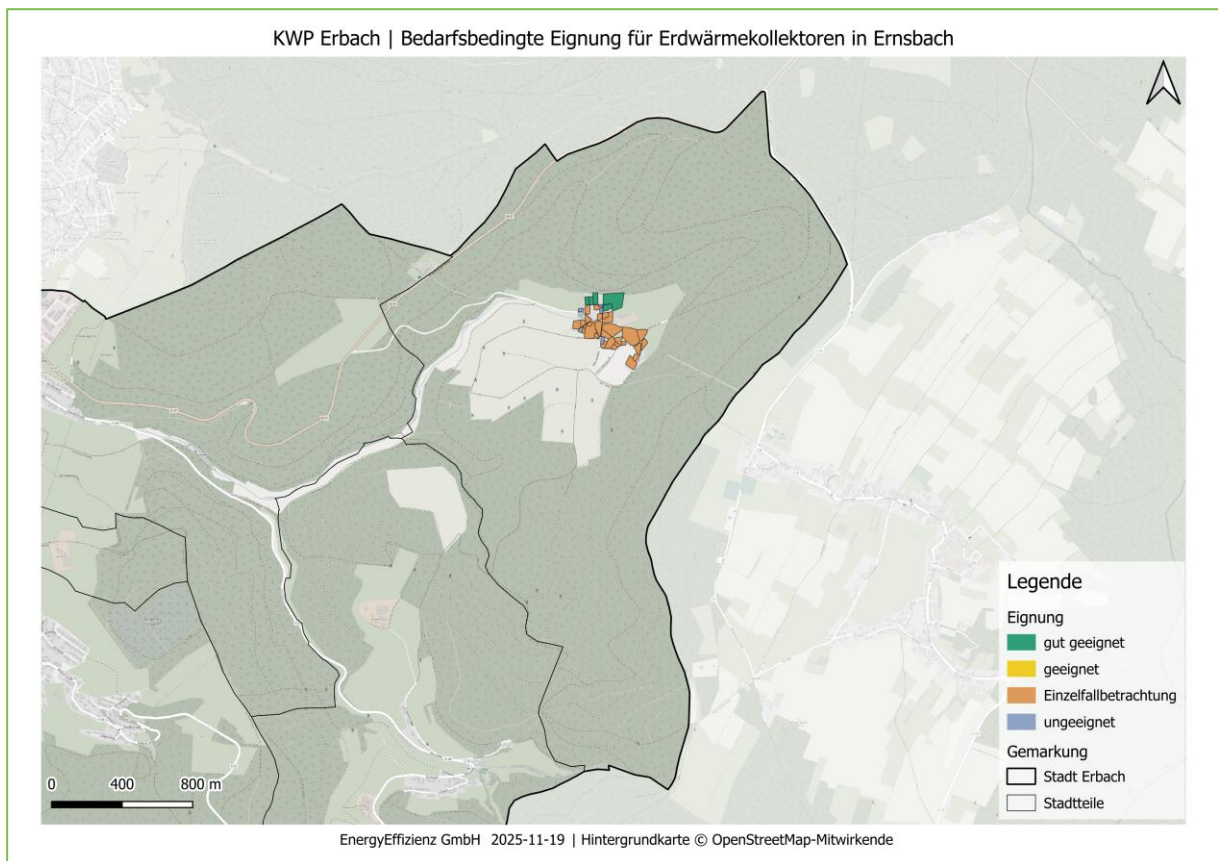 KWP Erbach | Bedarfsbedingte Eignung für Erdwärmekollektoren in Ernsbach
Legende
Eignung
gut geeignet
geeignet
Einzelfallbetrachtung
ungeeignet
Gemarkung
Stadt Erbach
Stadtteile
0 400 800 m
EnergyEffizienz GmbH 2025-11-19 | Hintergrundkarte © OpenStreetMap-Mitwirkende